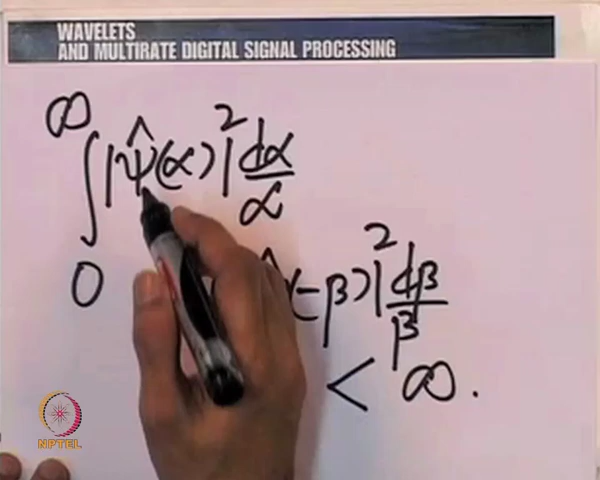 WAVELETS
AND MULTIRATE DIGITAL SIGNAL PROCESSING
∞
∫ |ψ̂(α)|² dα/α
0
(-β)|² dβ/β
< ∞.
NPTEL